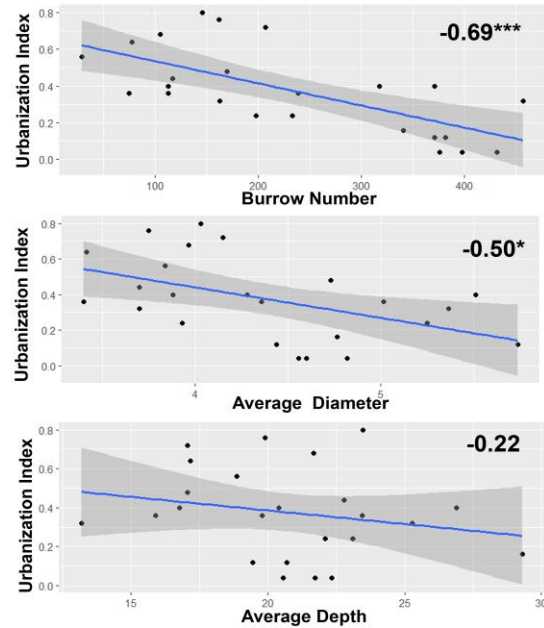 -0.69***
Urbanization Index
0.8
0.6
0.4
0.2
0.0
100 200 300 400
Burrow Number
-0.50*
Urbanization Index
0.8
0.6
0.4
0.2
0.0
4 5
Average Diameter
-0.22
Urbanization Index
0.8
0.6
0.4
0.2
0.0
15 20 25 30
Average Depth